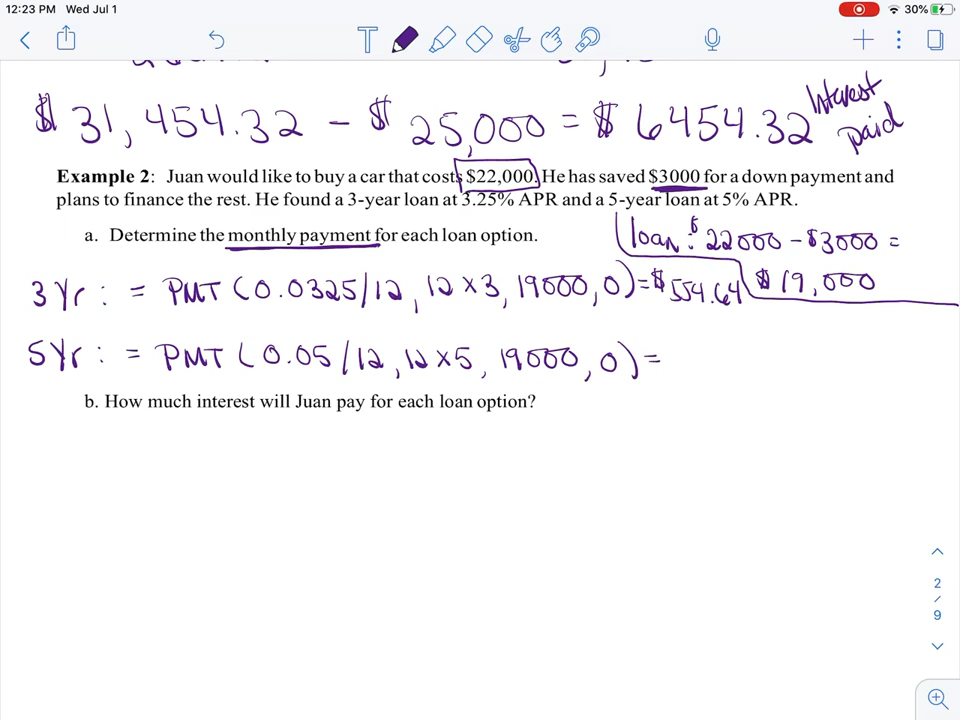 12:23 PM Wed Jul 1
30%
T
$31,454.32 - $25,000 = $6454.32 Interest paid
Example 2: Juan would like to buy a car that costs $22,000. He has saved $3000 for a down payment and
plans to finance the rest. He found a 3-year loan at 3.25% APR and a 5-year loan at 5% APR.
a. Determine the monthly payment for each loan option.
loan: $22000 - $3000 =
$19,000
3 Yr: = PMT (0.0325/12, 12 x 3, 19000, 0) = $554.64
5 Yr: = PMT (0.05/12, 12 x 5, 19000, 0) =
b. How much interest will Juan pay for each loan option?
2
/
9